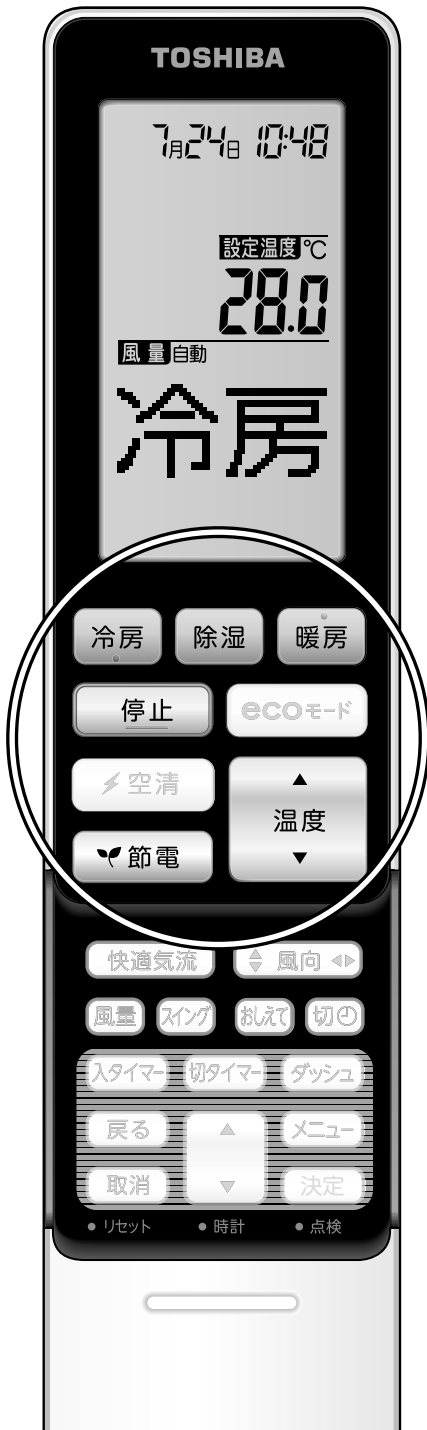 TOSHIBA
7月24日 10:48
設定温度 ℃
28.0
風量 自動
冷房
冷房 除湿 暖房
停止 ecoモード
空清 ▲
温度
節電 ▼
快適気流 風向
風量 スイング おしえて 切
入タイマー 切タイマー ダッシュ
戻る ▲ メニュー
取消 ▼ 決定
• リセット • 時計 • 点検